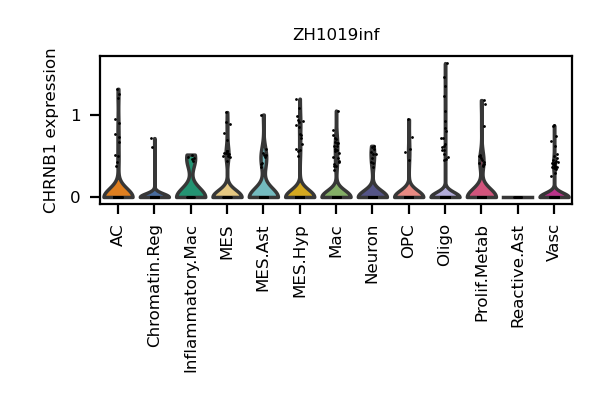 ZH1019inf
CHRNB1 expression
1
0
AC
Chromatin.Reg
Inflammatory.Mac
MES
MES.Ast
MES.Hyp
Mac
Neuron
OPC
Oligo
Prolif.Metab
Reactive.Ast
Vasc